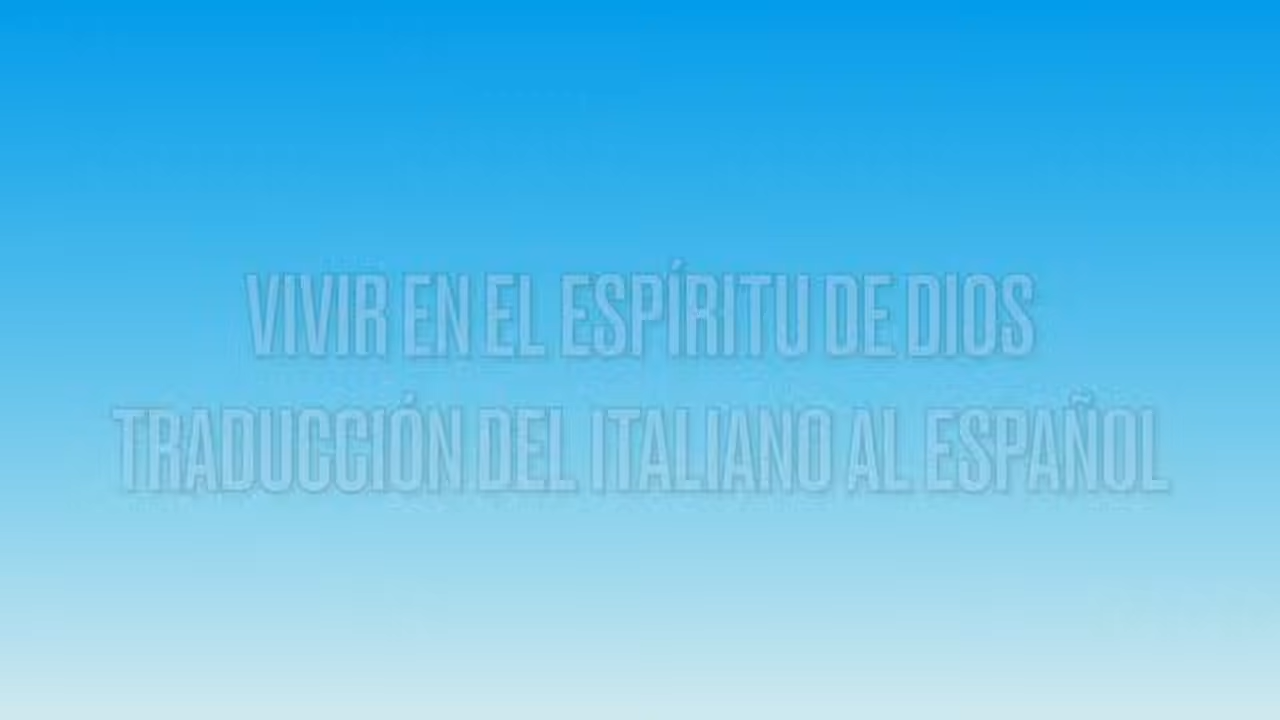 VIVIR EN EL ESPÍRITU DE DIOS
TRADUCCIÓN DEL ITALIANO AL ESPAÑOL